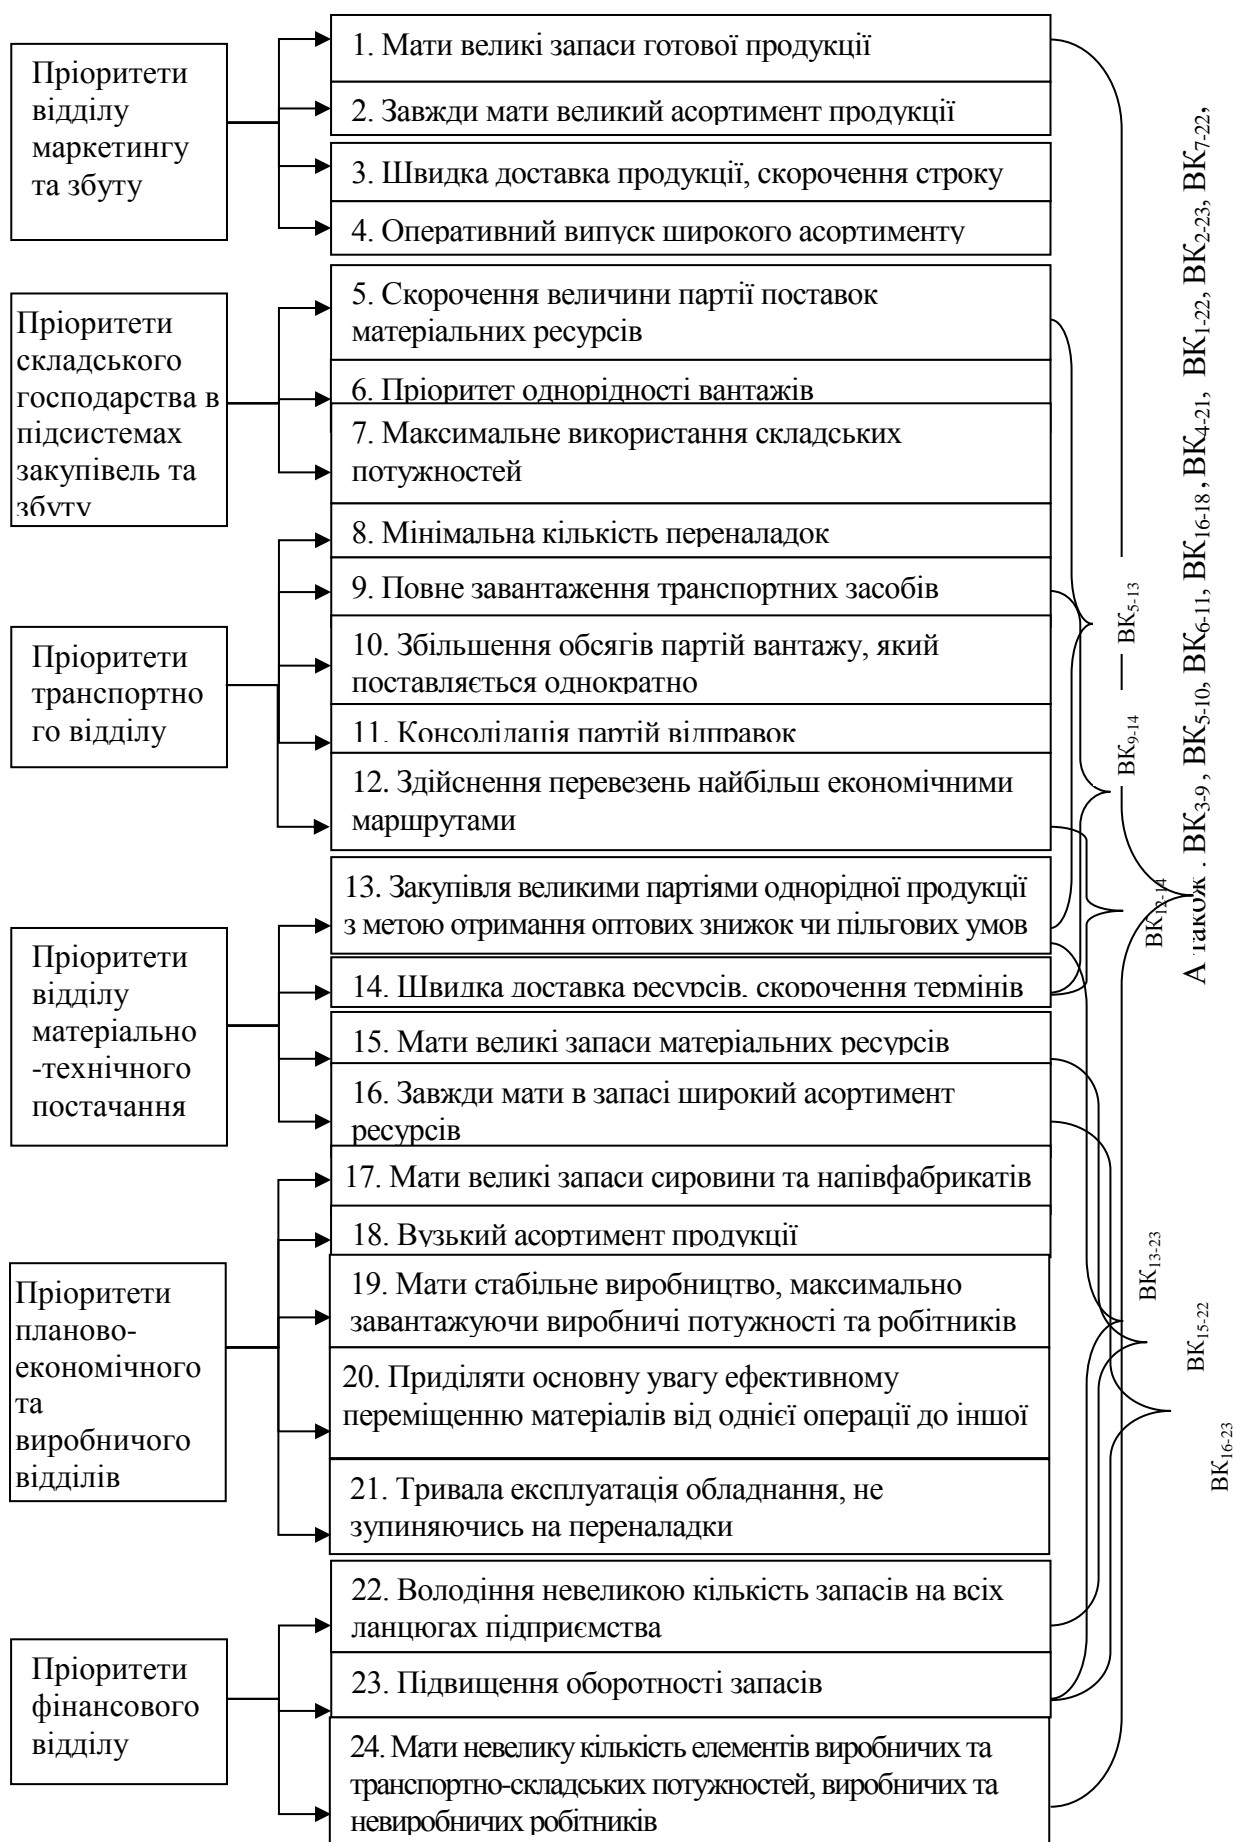 Пріоритети
відділу
маркетингу
та збуту
1. Мати великі запаси готової продукції
2. Завжди мати великий асортимент продукції
3. Швидка доставка продукції, скорочення строку
4. Оперативний випуск широкого асортименту
Пріоритети
складського
господарства в
підсистемах
закупівель та
збуту
5. Скорочення величини партії поставок
матеріальних ресурсів
6. Пріоритет однорідності вантажів
7. Максимальне використання складських
потужностей
Пріоритети
транспортно
го відділу
8. Мінімальна кількість переналадок
9. Повне завантаження транспортних засобів
10. Збільшення обсягів партій вантажу, який
поставляється однократно
11. Консолідація партій відправок
12. Здійснення перевезень найбільш економічними
маршрутами
Пріоритети
відділу
матеріально
-технічного
постачання
13. Закупівля великими партіями однорідної продукції
з метою отримання оптових знижок чи пільгових умов
14. Швидка доставка ресурсів, скорочення термінів
15. Мати великі запаси матеріальних ресурсів
16. Завжди мати в запасі широкий асортимент
ресурсів
Пріоритети
планово-
економічного
та
виробничого
відділів
17. Мати великі запаси сировини та напівфабрикатів
18. Вузький асортимент продукції
19. Мати стабільне виробництво, максимально
завантажуючи виробничі потужності та робітників
20. Приділяти основну увагу ефективному
переміщенню матеріалів від однієї операції до іншої
21. Тривала експлуатація обладнання, не
зупиняючись на переналадки
Пріоритети
фінансового
відділу
22. Володіння невеликою кількість запасів на всіх
ланцюгах підприємства
23. Підвищення оборотності запасів
24. Мати невелику кількість елементів виробничих та
транспортно-складських потужностей, виробничих та
невиробничих робітників
ВК5-13
ВК9-14
ВК12-14
ВК13-23
ВК15-22
ВК16-23
А також : ВК3-9 , ВК5-10, ВК6-11, ВК16-18 , ВК4-21, ВК1-22, ВК2-23, ВК7-22,